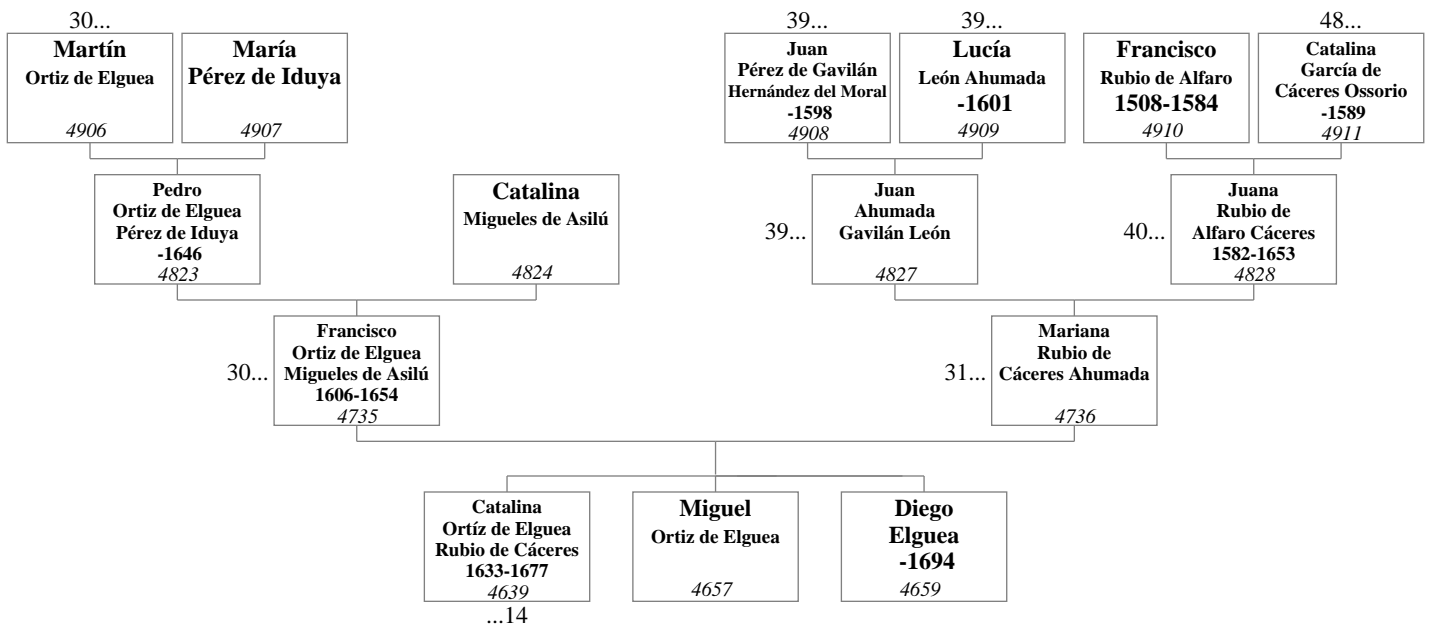 30...
Martín
Ortiz de Elguea
4906
María
Pérez de Iduya
4907
39...
Juan
Pérez de Gavilán
Hernández del Moral
-1598
4908
39...
Lucía
León Ahumada
-1601
4909
Francisco
Rubio de Alfaro
1508-1584
4910
48...
Catalina
García de
Cáceres Ossorio
-1589
4911
Pedro
Ortiz de Elguea
Pérez de Iduya
-1646
4823
Catalina
Migueles de Asilú
4824
39...
Juan
Ahumada
Gavilán León
4827
40...
Juana
Rubio de
Alfaro Cáceres
1582-1653
4828
30...
Francisco
Ortiz de Elguea
Migueles de Asilú
1606-1654
4735
31...
Mariana
Rubio de
Cáceres Ahumada
4736
Catalina
Ortíz de Elguea
Rubio de Cáceres
1633-1677
4639
...14
Miguel
Ortiz de Elguea
4657
Diego
Elguea
-1694
4659